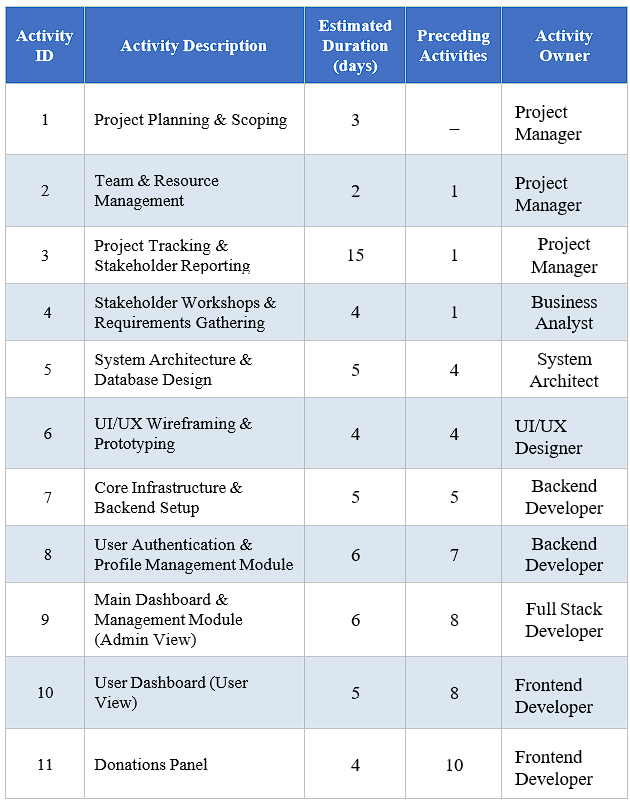 Activity ID
Activity Description
Estimated Duration (days)
Preceding Activities
Activity Owner
1
Project Planning & Scoping
3
_
Project Manager
2
Team & Resource Management
2
1
Project Manager
3
Project Tracking & Stakeholder Reporting
15
1
Project Manager
4
Stakeholder Workshops & Requirements Gathering
4
1
Business Analyst
5
System Architecture & Database Design
5
4
System Architect
6
UI/UX Wireframing & Prototyping
4
4
UI/UX Designer
7
Core Infrastructure & Backend Setup
5
5
Backend Developer
8
User Authentication & Profile Management Module
6
7
Backend Developer
9
Main Dashboard & Management Module (Admin View)
6
8
Full Stack Developer
10
User Dashboard (User View)
5
8
Frontend Developer
11
Donations Panel
4
10
Frontend Developer